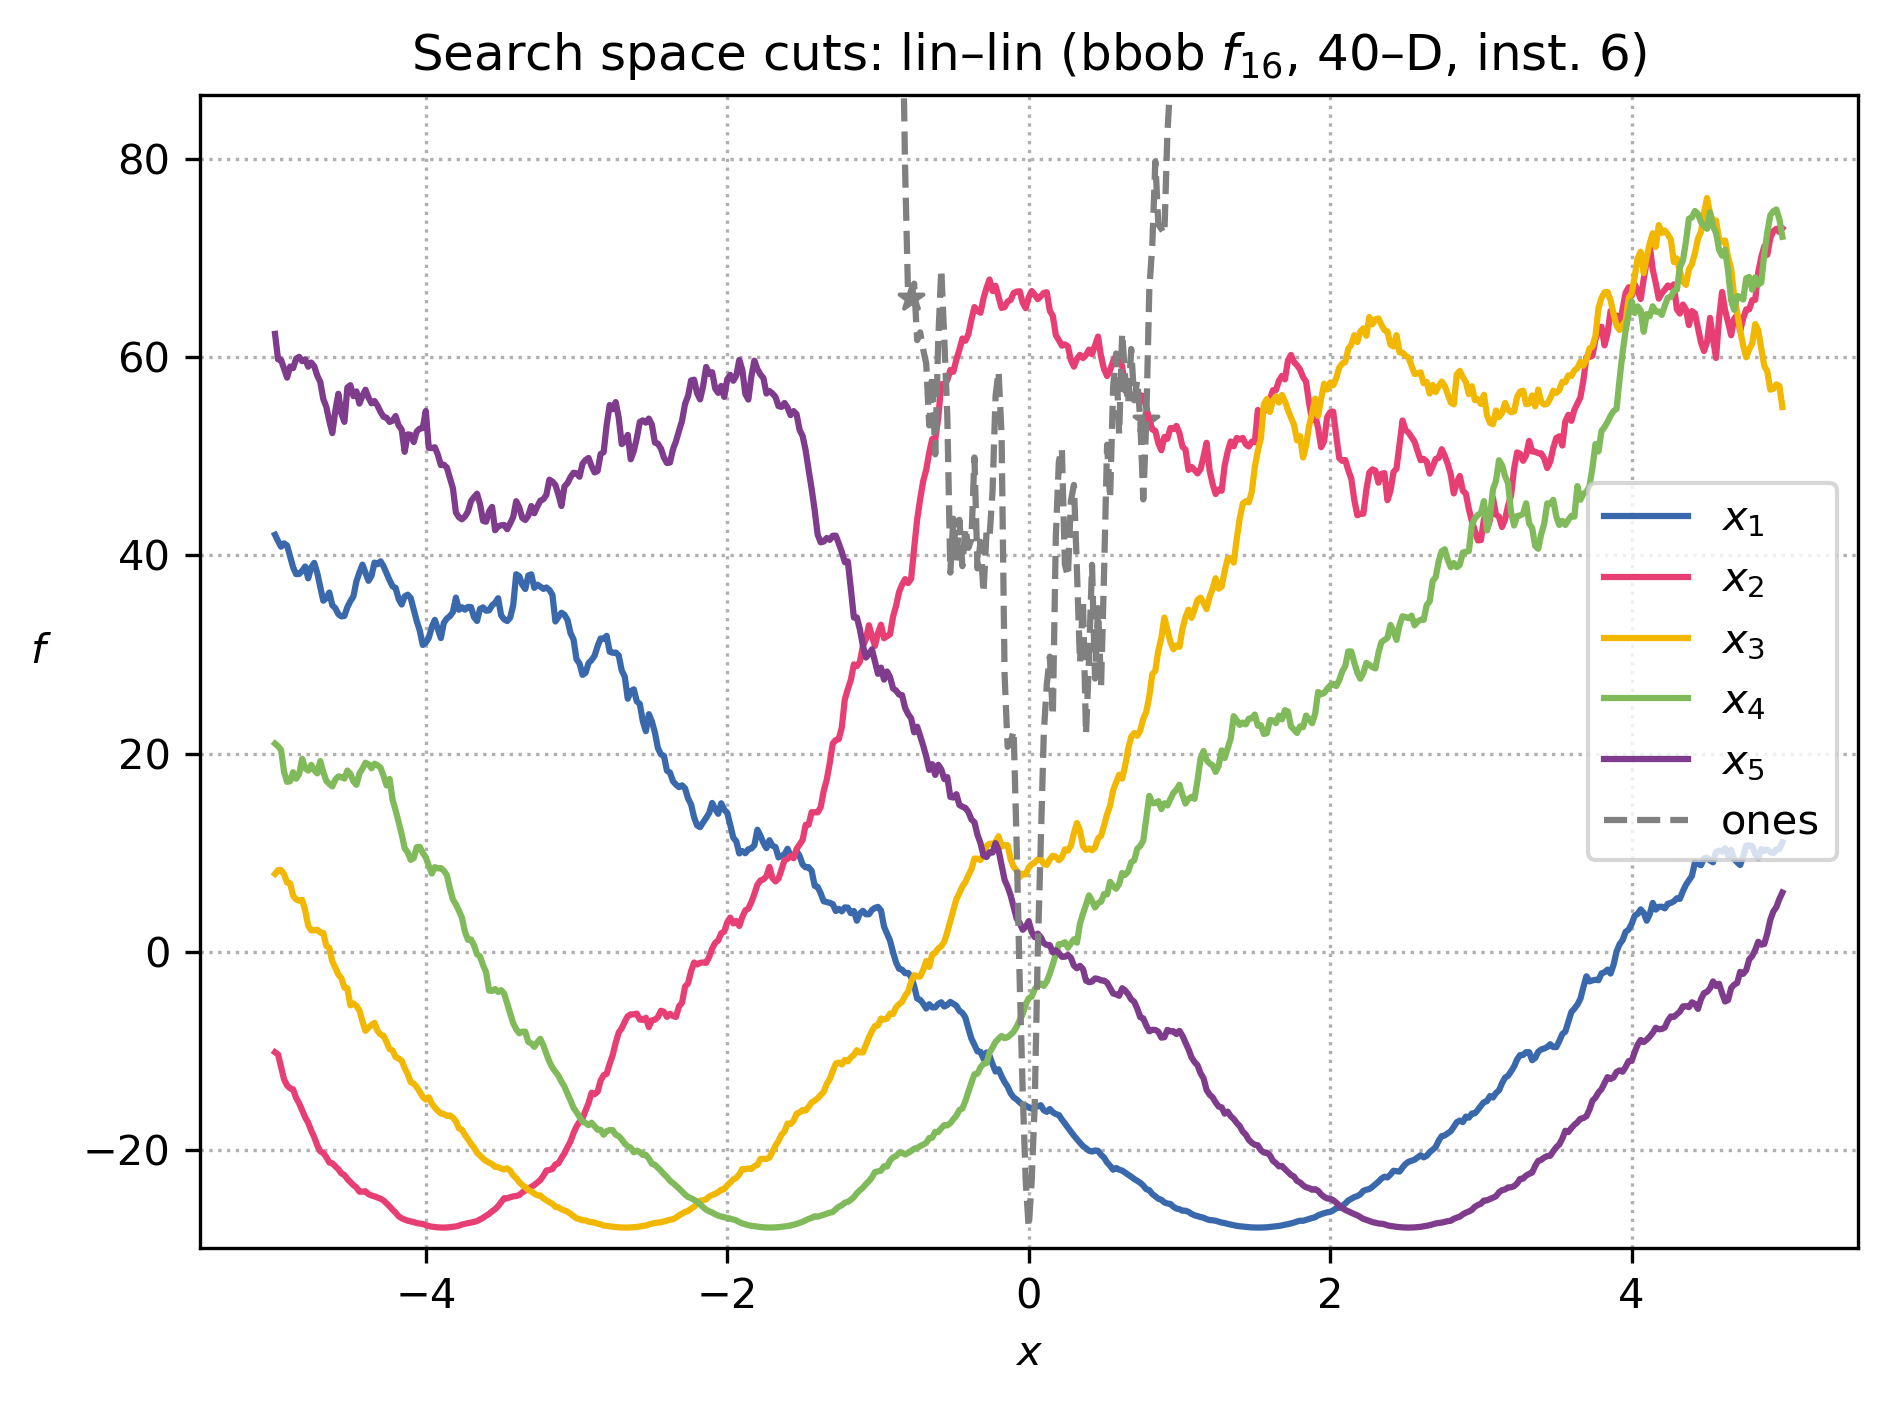 Search space cuts: lin–lin (bbob f₁₆, 40–D, inst. 6)
80
60
40
20
0
−20
f
x₁
x₂
x₃
x₄
x₅
ones
−4
−2
0
2
4
x